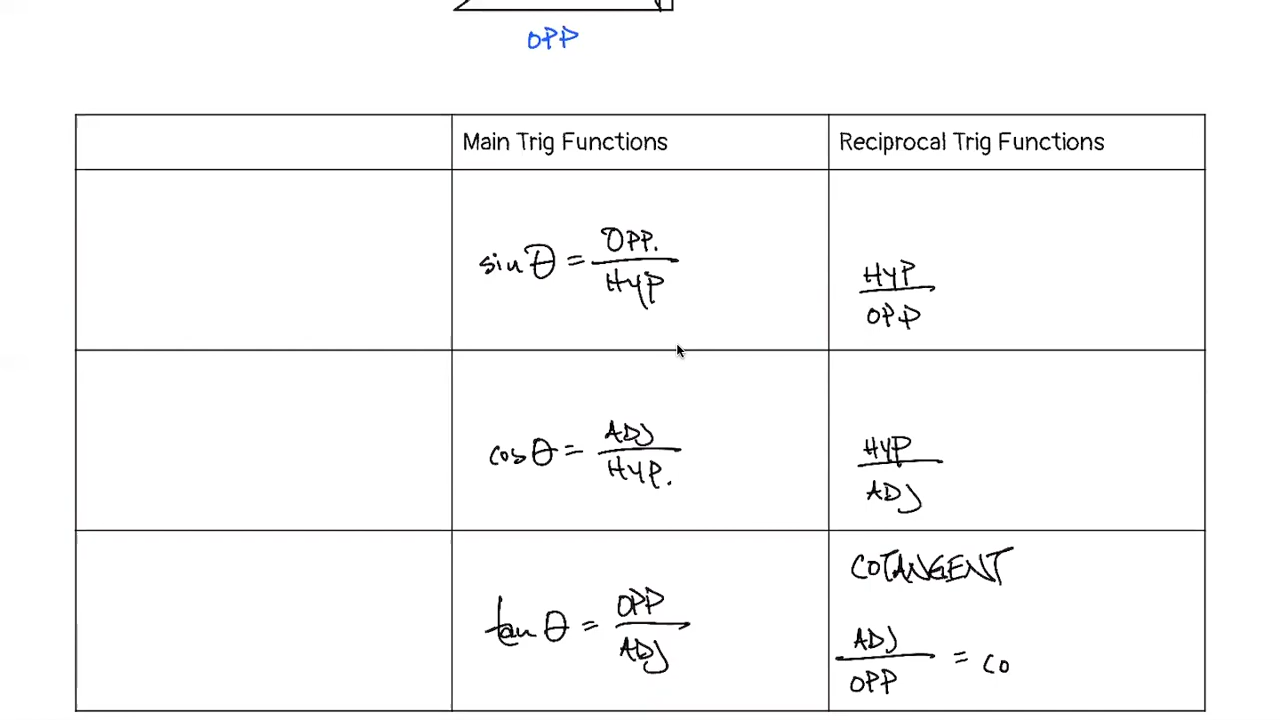 OPP
Main Trig Functions
Reciprocal Trig Functions
sin θ = OPP. / HYP
HYP / OPP
cos θ = ADJ / HYP.
HYP / ADJ
COTANGENT
tan θ = OPP / ADJ
ADJ / OPP = co